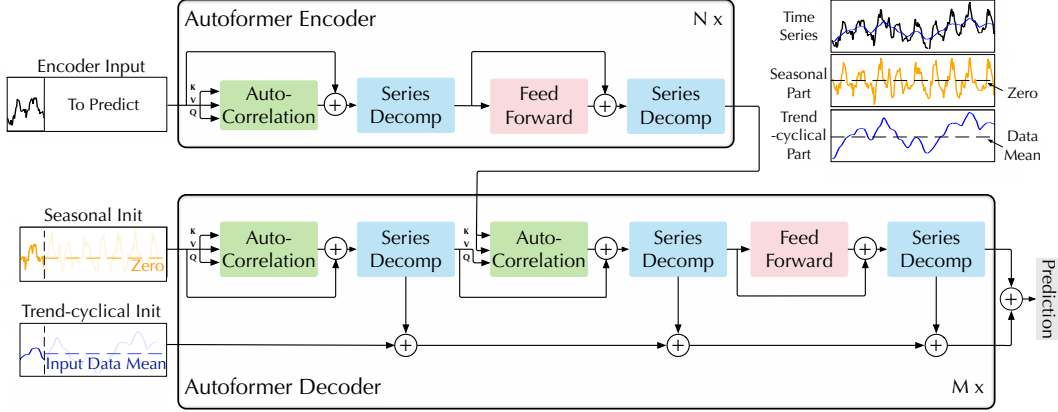 Autoformer Encoder
N x
Encoder Input
To Predict
K
V
Q
Auto-
Correlation
Series
Decomp
Feed
Forward
Series
Decomp
Time
Series
Seasonal
Part
Zero
Trend
-cyclical
Part
Data
Mean
Seasonal Init
Zero
K
V
Q
Auto-
Correlation
Series
Decomp
K
V
Q
Auto-
Correlation
Series
Decomp
Feed
Forward
Series
Decomp
Prediction
Trend-cyclical Init
Input Data Mean
Autoformer Decoder
M x